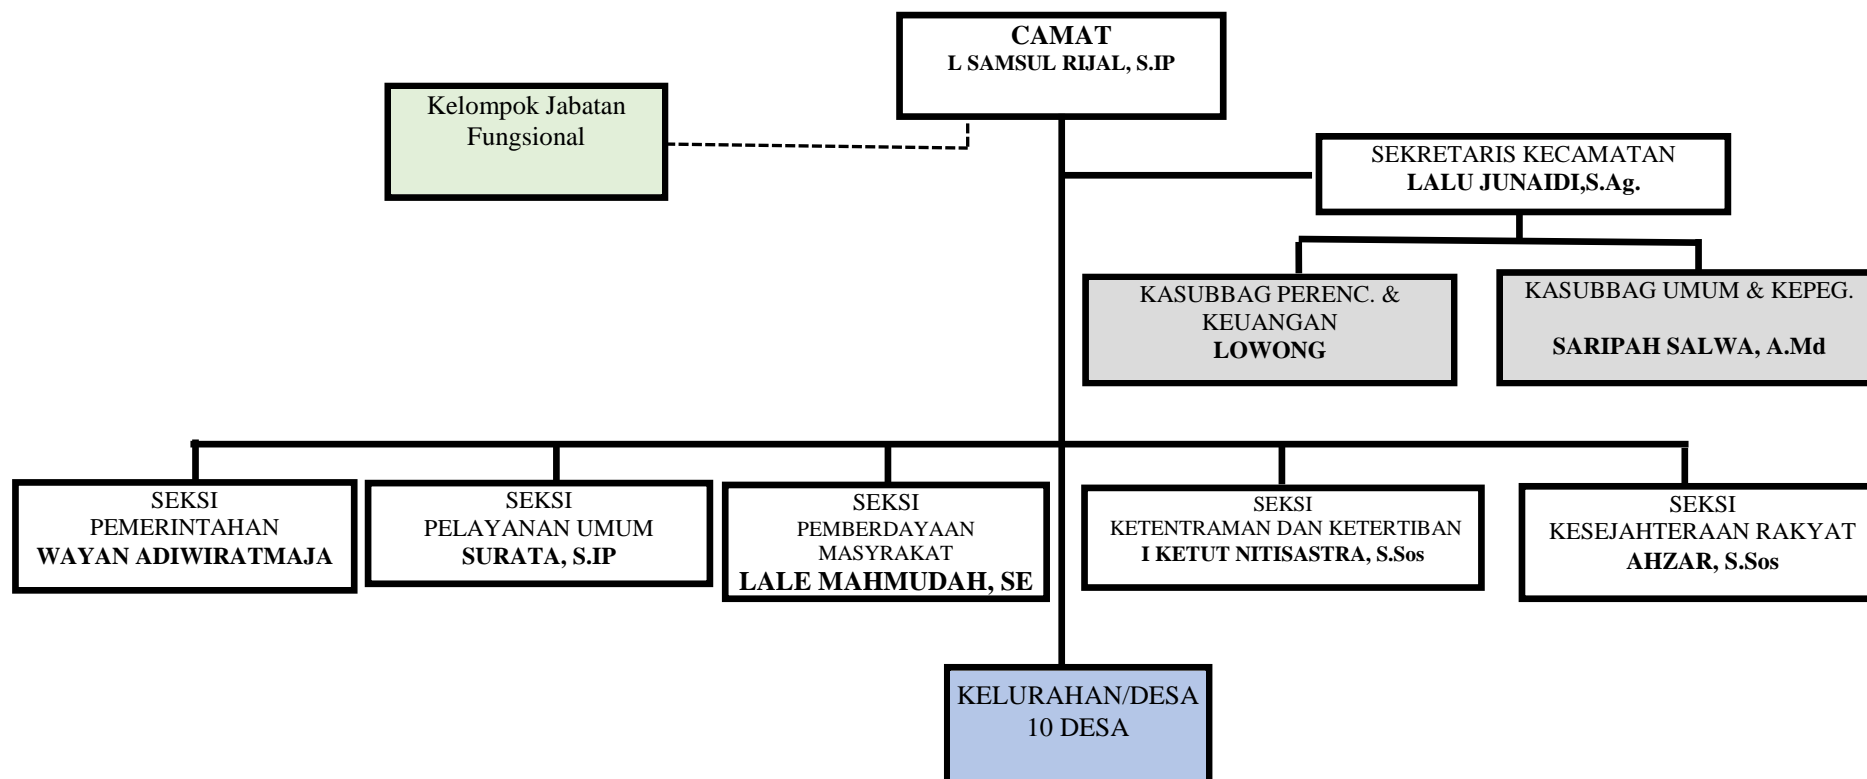 CAMAT
L SAMSUL RIJAL, S.IP
Kelompok Jabatan
Fungsional
SEKRETARIS KECAMATAN
LALU JUNAIDI,S.Ag.
KASUBBAG PERENC. &
KEUANGAN
LOWONG
KASUBBAG UMUM & KEPEG.
SARIPAH SALWA, A.Md
SEKSI
PEMERINTAHAN
WAYAN ADIWIRATMAJA
SEKSI
PELAYANAN UMUM
SURATA, S.IP
SEKSI
PEMBERDAYAAN
MASYRAKAT
LALE MAHMUDAH, SE
SEKSI
KETENTRAMAN DAN KETERTIBAN
I KETUT NITISASTRA, S.Sos
SEKSI
KESEJAHTERAAN RAKYAT
AHZAR, S.Sos
KELURAHAN/DESA
10 DESA